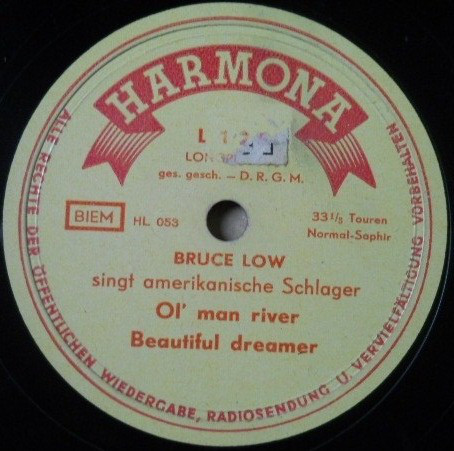 HARMONA
L
ges. gesch. – D. R. G. M.
BIEM
HL 053
33⅓ Touren
Normal-Saphir
BRUCE LOW
singt amerikanische Schlager
Ol' man river
Beautiful dreamer
ALLE RECHTE DER ÖFFENTLICHEN WIEDERGABE, RADIOSENDUNG U. VERVIELFÄLTIGUNG VORBEHALTEN